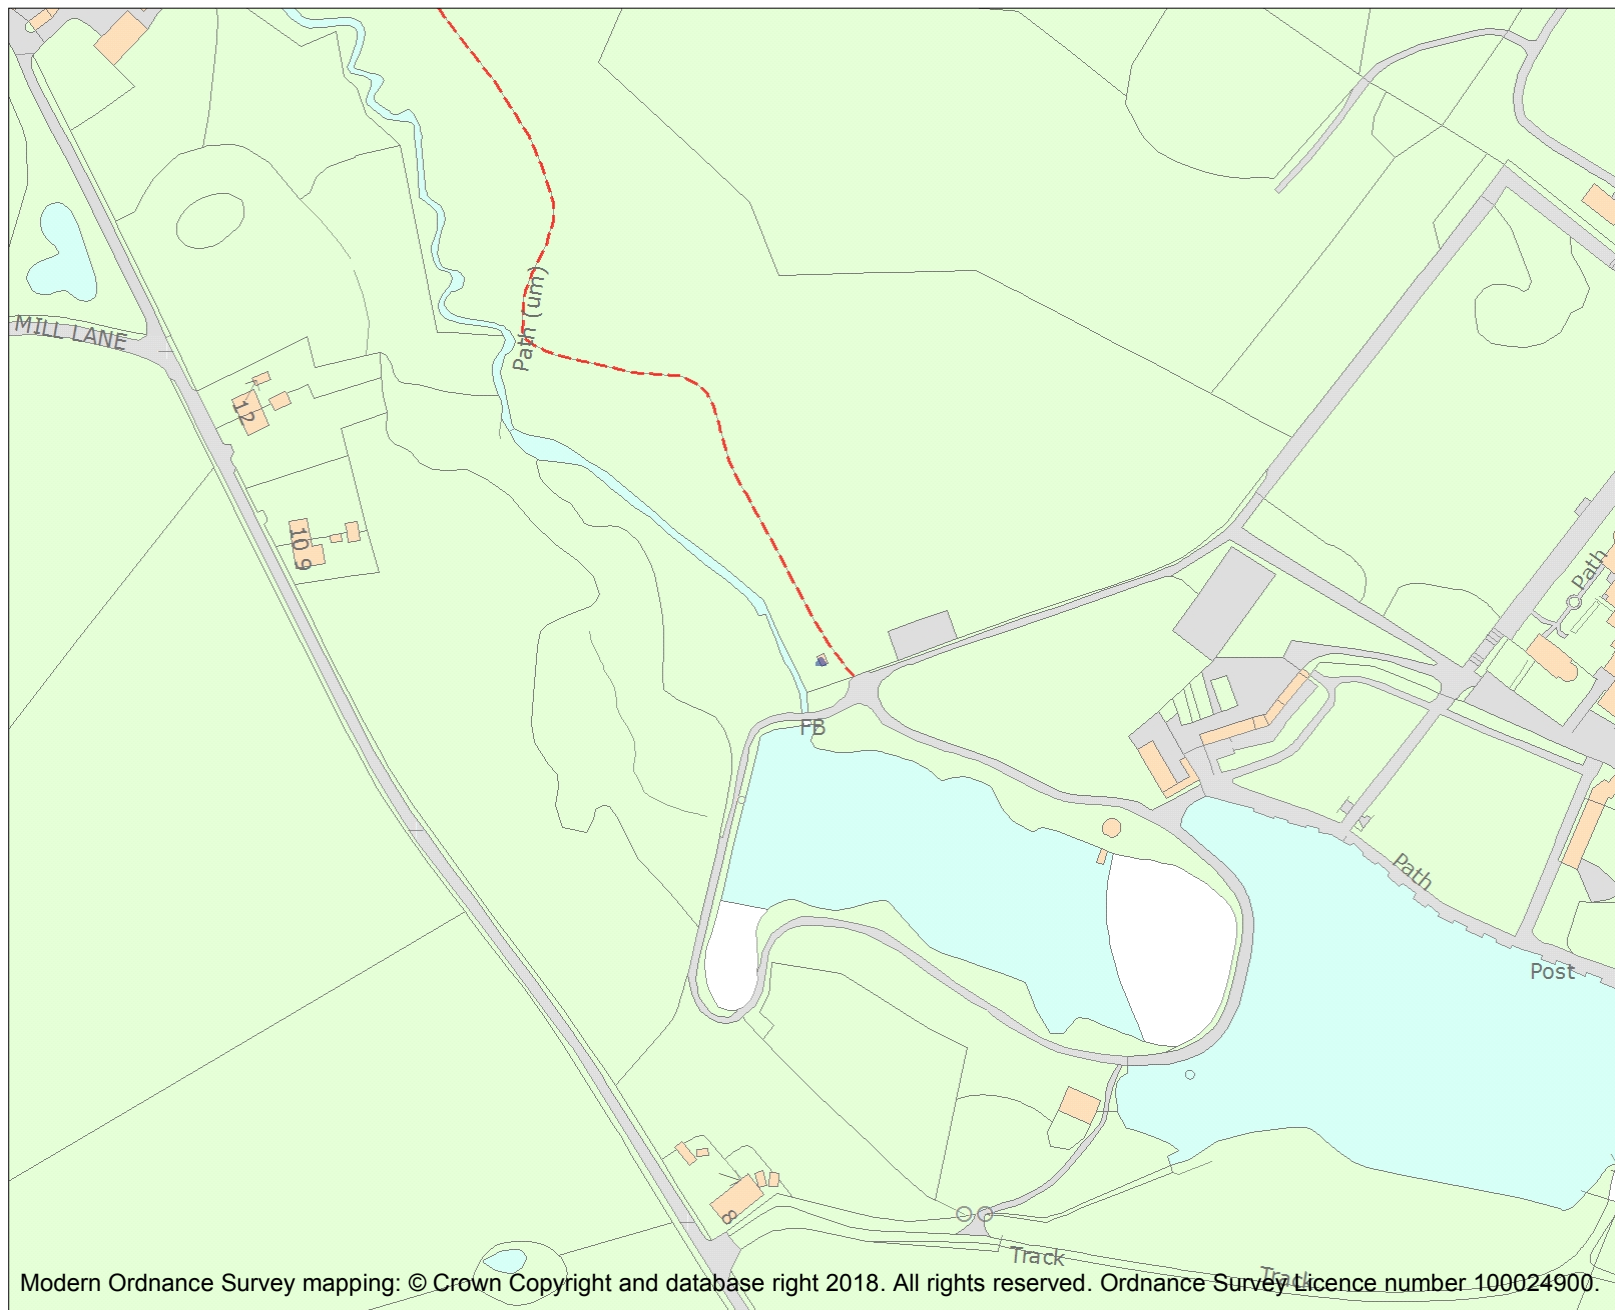 Path (um)
MILL LANE
12
10
9
Path
FB
Path
Post
8
Track
Track
Modern Ordnance Survey mapping: © Crown Copyright and database right 2018. All rights reserved. Ordnance Survey Licence number 100024900.